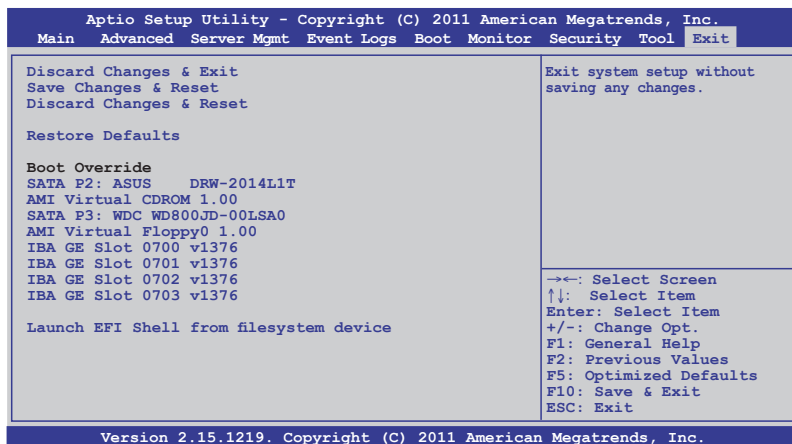 Aptio Setup Utility - Copyright (C) 2011 American Megatrends, Inc.
Main Advanced Server Mgmt Event Logs Boot Monitor Security Tool Exit
Discard Changes & Exit
Save Changes & Reset
Discard Changes & Reset
Restore Defaults
Boot Override
SATA P2: ASUS DRW-2014L1T
AMI Virtual CDROM 1.00
SATA P3: WDC WD800JD-00LSA0
AMI Virtual Floppy0 1.00
IBA GE Slot 0700 v1376
IBA GE Slot 0701 v1376
IBA GE Slot 0702 v1376
IBA GE Slot 0703 v1376
Launch EFI Shell from filesystem device
Exit system setup without
saving any changes.
→←: Select Screen
↑↓: Select Item
Enter: Select Item
+/-: Change Opt.
F1: General Help
F2: Previous Values
F5: Optimized Defaults
F10: Save & Exit
ESC: Exit
Version 2.15.1219. Copyright (C) 2011 American Megatrends, Inc.